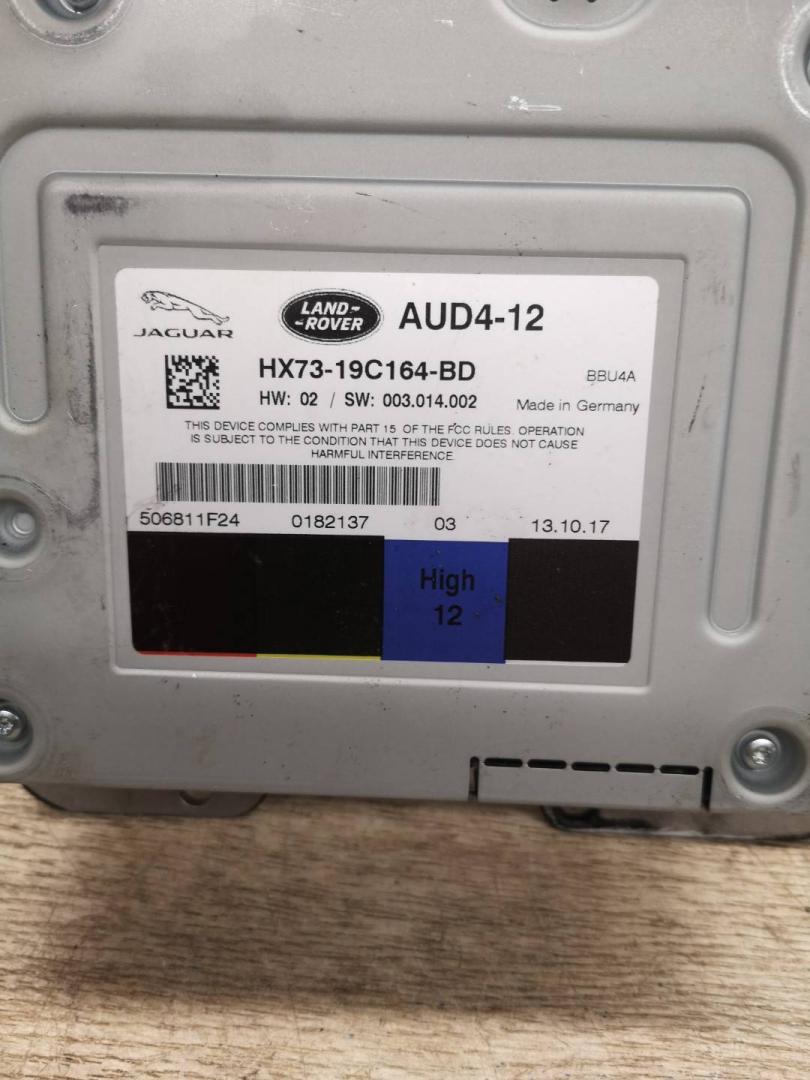 JAGUAR
LAND-
-ROVER
AUD4-12
HX73-19C164-BD
BBU4A
HW: 02 / SW: 003.014.002
Made in Germany
THIS DEVICE COMPLIES WITH PART 15 OF THE FCC RULES. OPERATION
IS SUBJECT TO THE CONDITION THAT THIS DEVICE DOES NOT CAUSE
HARMFUL INTERFERENCE.
506811F24 0182137 03 13.10.17
High
12